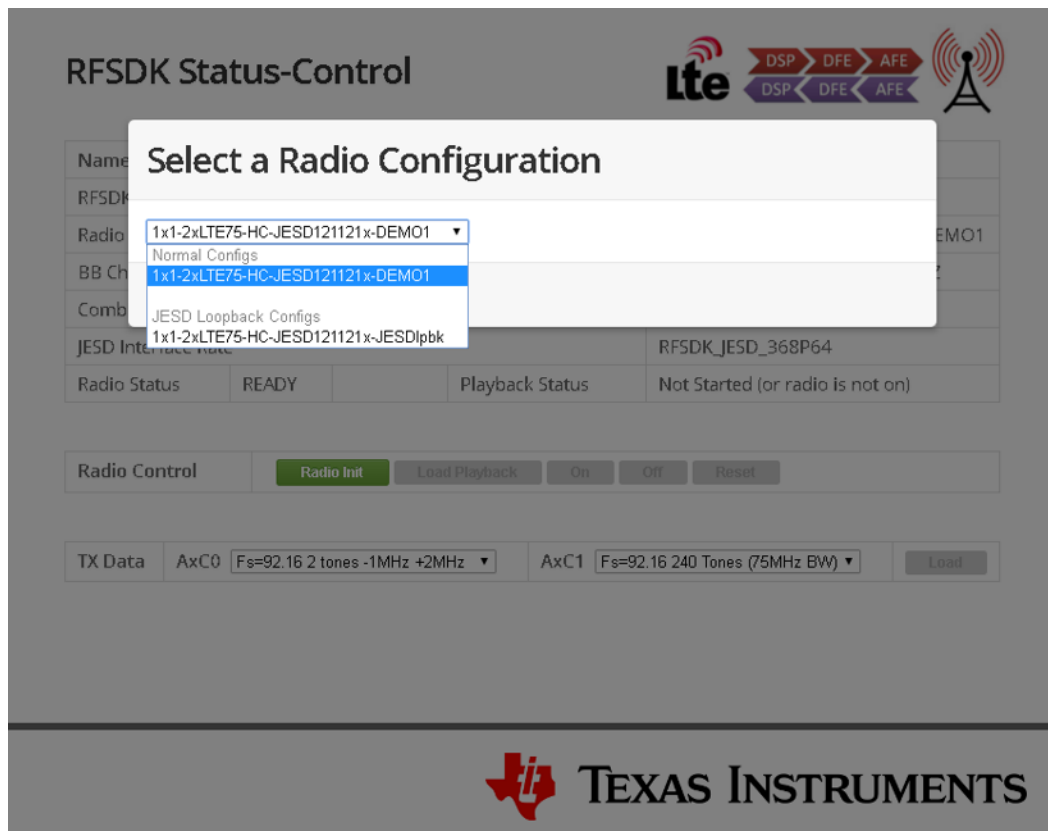 RFSDK Status-Control
Lte
DSP DFE AFE
DSP DFE AFE
Select a Radio Configuration
Name
RFSDK
Radio
1x1-2xLTE75-HC-JESD121121x-DEMO1
EMO1
Normal Configs
BB Ch
1x1-2xLTE75-HC-JESD121121x-DEMO1
Comb
JESD Loopback Configs
1x1-2xLTE75-HC-JESD121121x-JESDlpbk
JESD Interface Rate RFSDK_JESD_368P64
Radio Status READY Playback Status Not Started (or radio is not on)
Radio Control Radio Init Load Playback On Off Reset
TX Data AxC0 Fs=92.16 2 tones -1MHz +2MHz AxC1 Fs=92.16 240 Tones (75MHz BW) Load
TEXAS INSTRUMENTS